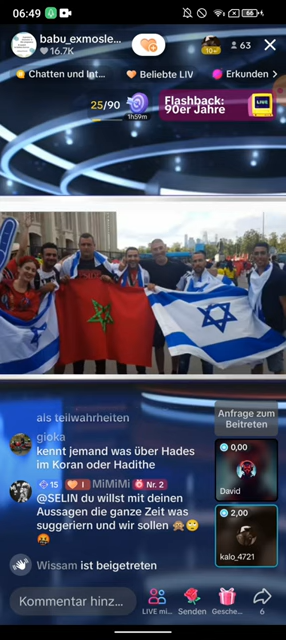 06:49
66
babu_exmosle...
16.7K
10
63
Chatten und Int...
Beliebte LIV
Erkunden
25/90
1h59m
Flashback:
90er Jahre
LIVE
als teilwahrheiten
gioka
kennt jemand was über Hades
im Koran oder Hadithe
15 I MiMiMi Nr. 2
@SELIN du willst mit deinen
Aussagen die ganze Zeit was
suggeriern und wir sollen 🙊🙄
🤬
Wissam ist beigetreten
Anfrage zum
Beitreten
0,00
David
2,00
kalo_4721
Kommentar hinz...
LIVE mi...
Senden
Gesche...
6